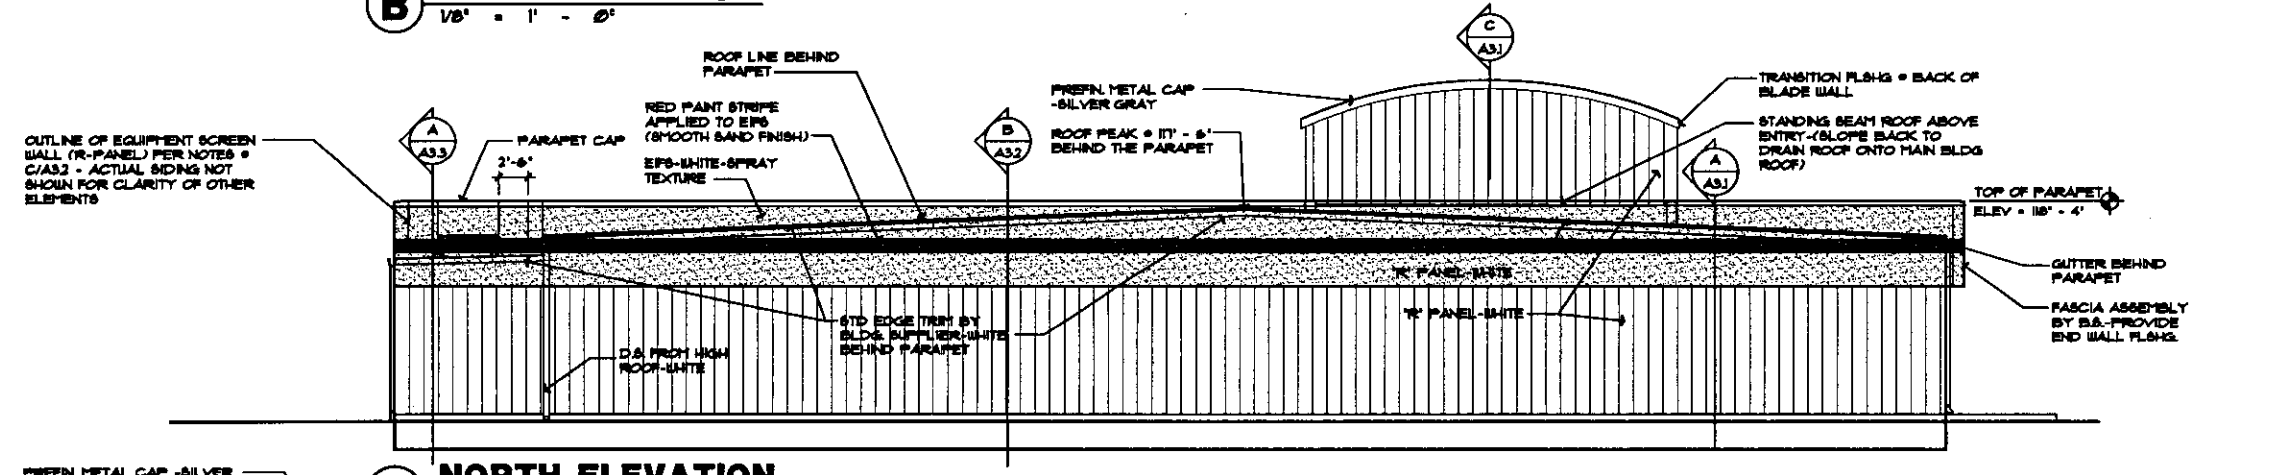 B
1/8" = 1' - 0"
C
A3.1
ROOF LINE BEHIND
PARAPET
PREFIN. METAL CAP
-SILVER GRAY
TRANSITION FLSHG @ BACK OF
BLADE WALL
RED PAINT STRIPE
APPLIED TO EIFS
(SMOOTH SAND FINISH)
EIFS-WHITE-SPRAY
TEXTURE
ROOF PEAK @ 117' - 6"
BEHIND THE PARAPET
STANDING SEAM ROOF ABOVE
ENTRY-(SLOPE BACK TO
DRAIN ROOF ONTO MAIN BLDG
ROOF)
OUTLINE OF EQUIPMENT SCREEN
WALL (R-PANEL) PER NOTES @
C/A3.2 - ACTUAL SIDING NOT
SHOWN FOR CLARITY OF OTHER
ELEMENTS
A
A3.3
PARAPET CAP
2'-6"
B
A3.2
A
A3.1
TOP OF PARAPET
ELEV = 118' - 4"
"R" PANEL-WHITE
GUTTER BEHIND
PARAPET
"R" PANEL-WHITE
FASCIA ASSEMBLY
BY B.S.-PROVIDE
END WALL FLSHG.
STD EDGE TRIM BY
BLDG SUPPLIER-WHITE
BEHIND PARAPET
D.S. FROM HIGH
ROOF-WHITE
NORTH ELEVATION
PREFIN. METAL CAP -SILVER